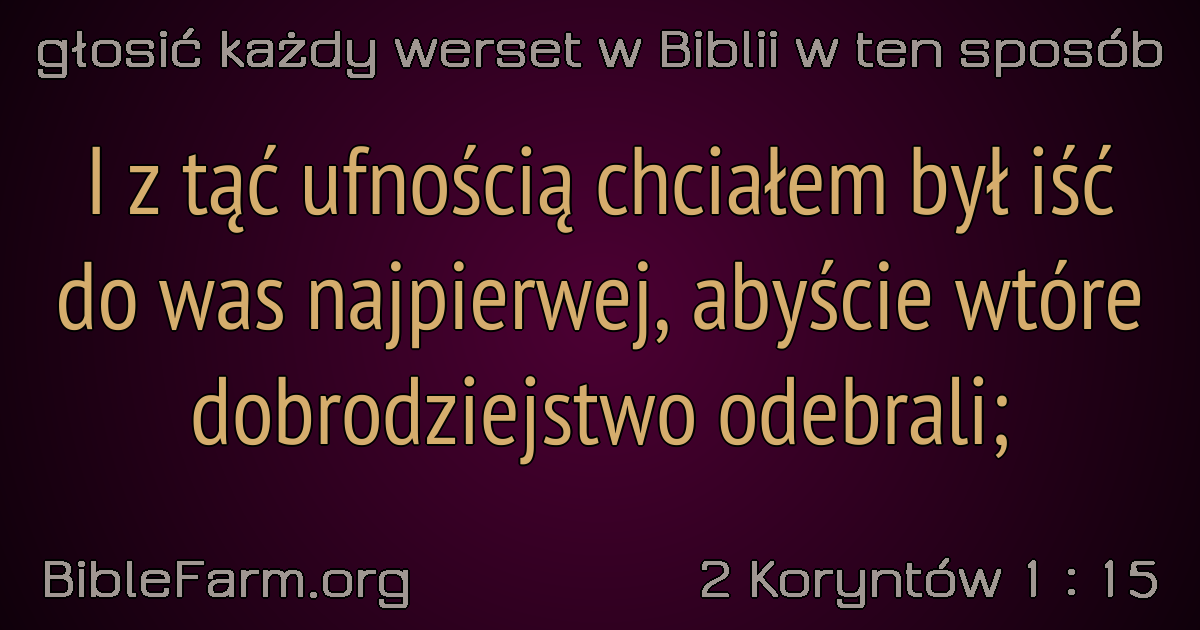 głosić każdy werset w Biblii w ten sposób
I z tąć ufnością chciałem był iść
do was najpierwej, abyście wtóre
dobrodziejstwo odebrali;
BibleFarm.org
2 Koryntów 1 : 15